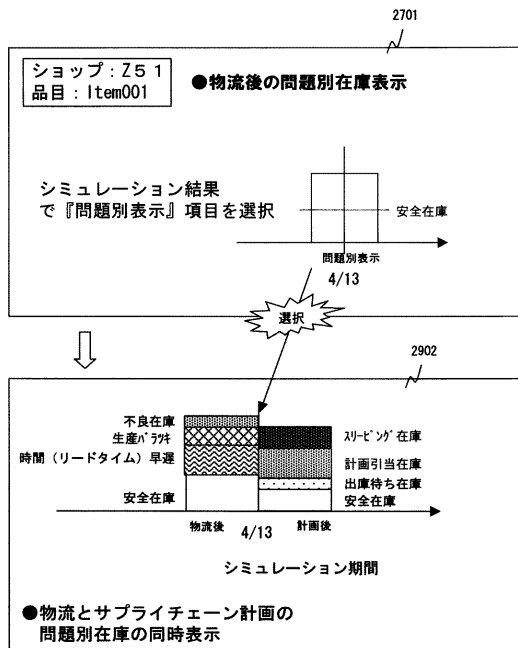 2701
ショップ：Z５１
品目：Item001
●物流後の問題別在庫表示
シミュレーション結果
で『問題別表示』項目を選択
安全在庫
問題別表示
4/13
選択
2902
不良在庫
生産バラツキ
時間（リードタイム）早遅
安全在庫
スリーピング在庫
計画引当在庫
出庫待ち在庫
安全在庫
物流後
4/13
計画後
シミュレーション期間
●物流とサプライチェーン計画の
問題別在庫の同時表示